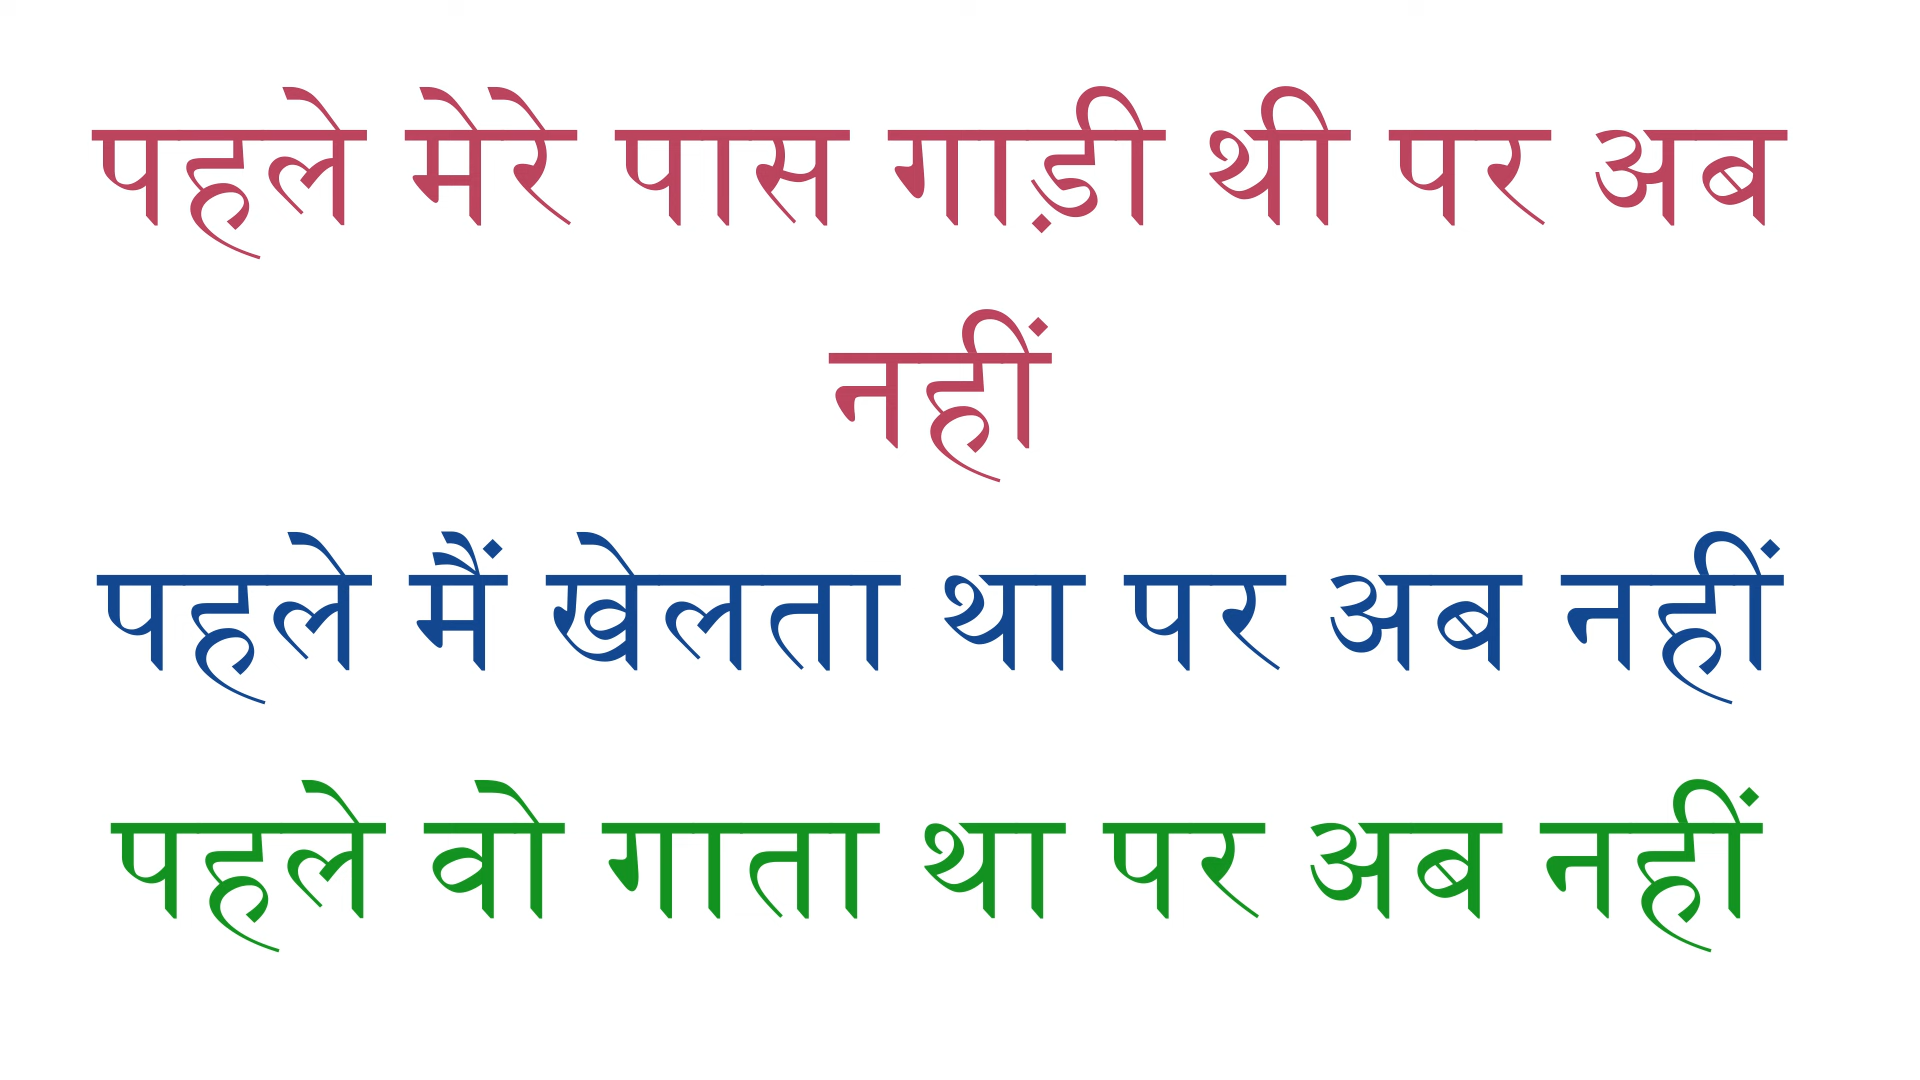 पहले मेरे पास गाड़ी थी पर अब
नहीं
पहले मैं खेलता था पर अब नहीं
पहले वो गाता था पर अब नहीं